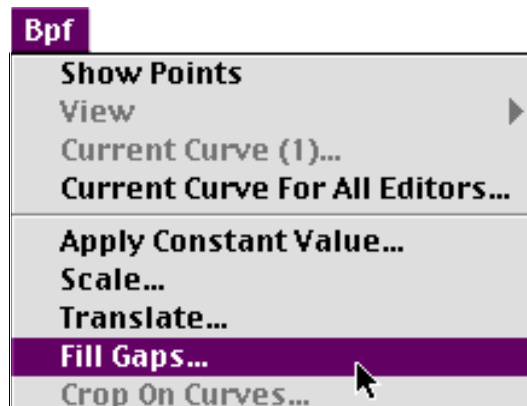 Bpf
Show Points
View
Current Curve (1)...
Current Curve For All Editors...
Apply Constant Value...
Scale...
Translate...
Fill Gaps...
Crop On Curves...